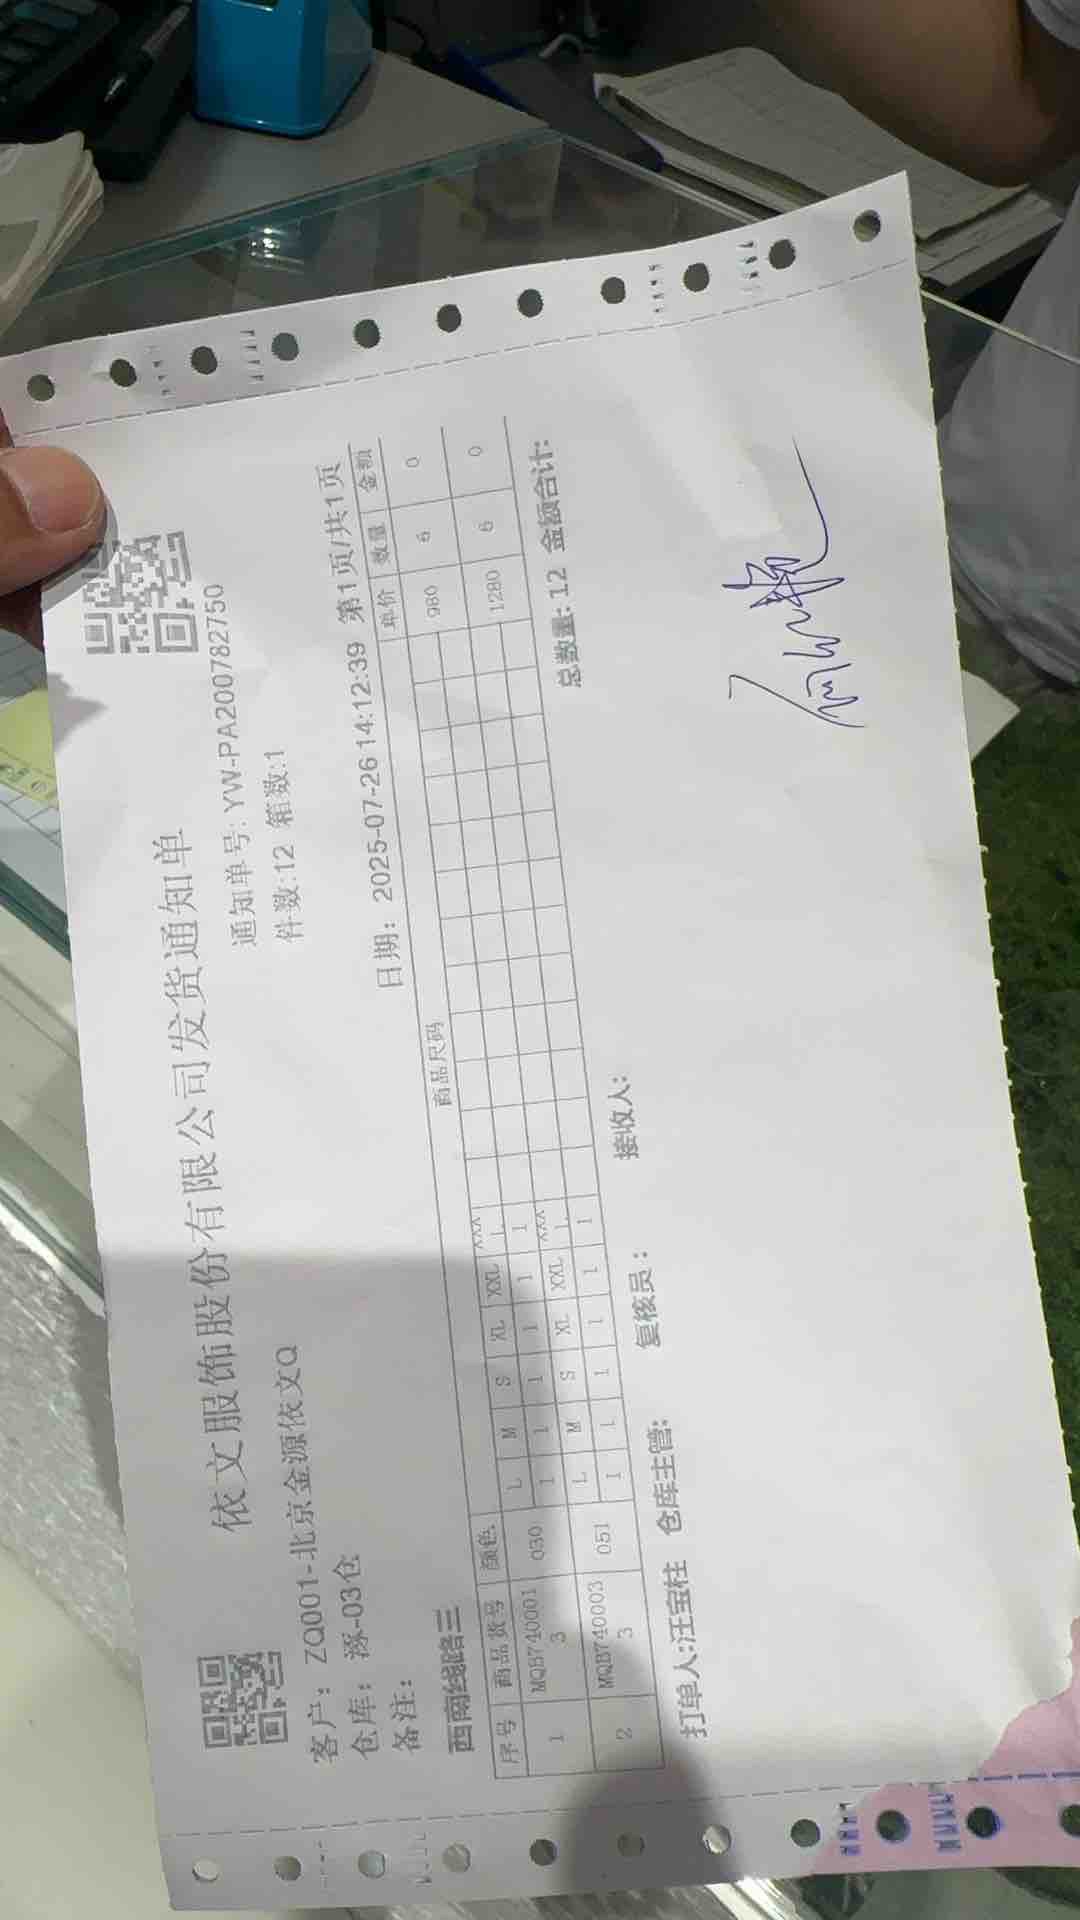 依文服饰股份有限公司发货通知单
通知单号: YW-PA200782750
客户: ZQ001-北京金源依文Q
件数:12 箱数:1
仓库: 涿-03仓
备注:
日期: 2025-07-26 14:12:39 第1页/共1页
西南线路三
序号 商品货号 颜色 商品尺码 单价 数量 金额
L M S XL XXL XXXL
1 MQB7400013 030 1 1 1 1 1 1 980 6 0
L M S XL XXL XXXL
2 MQB7400033 051 1 1 1 1 1 1 1280 6 0
总数量: 12 金额合计:
打单人:汪宝柱 仓库主管: 复核员: 接收人: